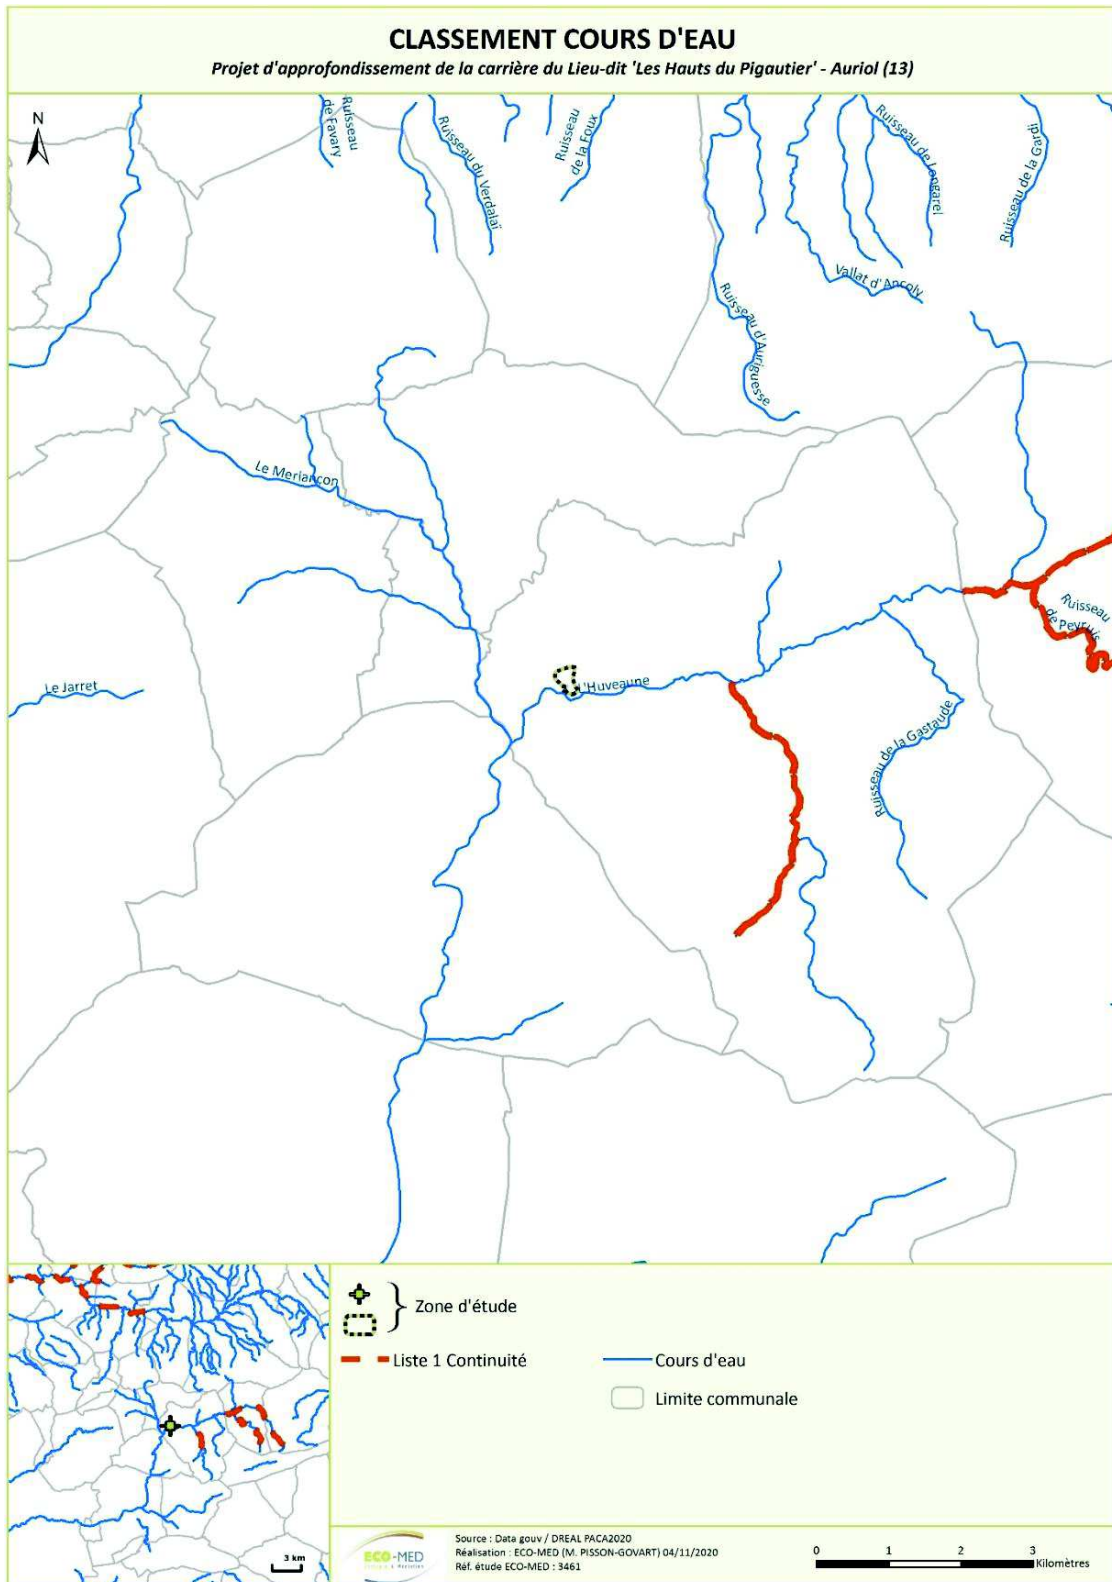 CLASSEMENT COURS D'EAU
Projet d'approfondissement de la carrière du Lieu-dit 'Les Hauts du Pigautier' - Auriol (13)
N
Ruisseau
de Favary
Ruisseau du Verdalaï
Ruisseau
de la Foux
Ruisseau de Longarel
Ruisseau de la Gardi
Vallat d'Ancoly
Ruisseau d'Aurignesse
Le Merlançon
Ruisseau
de Peyruis
Le Jarret
L'Huveaune
Ruisseau de la Gastaude
Zone d'étude
Liste 1 Continuité
Cours d'eau
Limite communale
3 km
ECO-MED
Source : Data gouv / DREAL PACA2020
Réalisation : ECO-MED (M. PISSON-GOVART) 04/11/2020
Réf. étude ECO-MED : 3461
0 1 2 3
Kilomètres